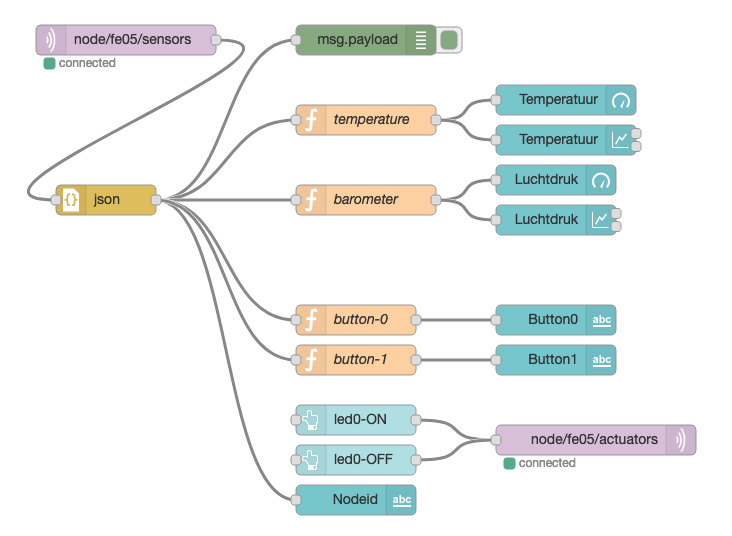 node/fe05/sensors
connected
msg.payload
temperature
Temperatuur
Temperatuur
json
barometer
Luchtdruk
Luchtdruk
button-0
Button0
abc
button-1
Button1
abc
led0-ON
led0-OFF
node/fe05/actuators
connected
Nodeid
abc